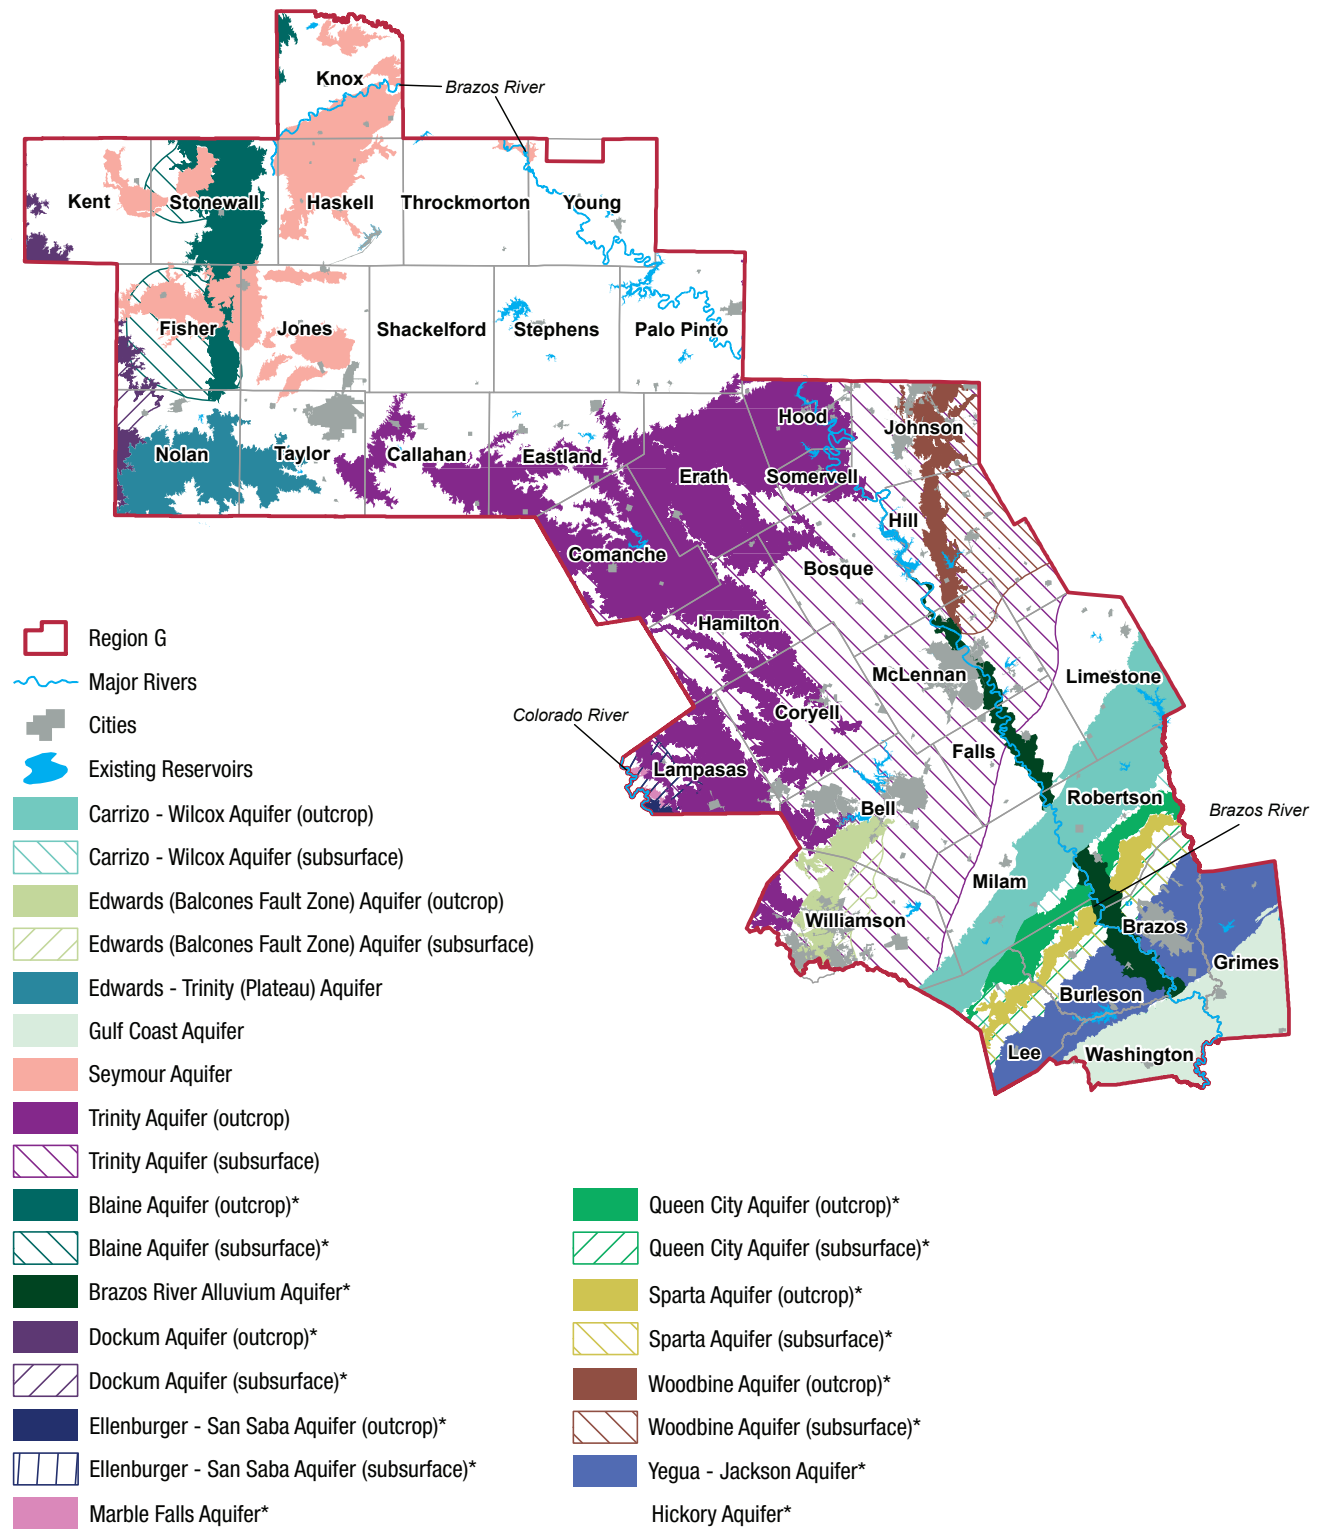 Knox
Brazos River
Kent
Stonewall
Haskell
Throckmorton
Young
Fisher
Jones
Shackelford
Stephens
Palo Pinto
Nolan
Taylor
Callahan
Eastland
Erath
Hood
Johnson
Somervell
Hill
Comanche
Bosque
Hamilton
McLennan
Limestone
Colorado River
Coryell
Falls
Lampasas
Bell
Robertson
Brazos River
Milam
Williamson
Brazos
Grimes
Burleson
Lee
Washington
Region G
Major Rivers
Cities
Existing Reservoirs
Carrizo - Wilcox Aquifer (outcrop)
Carrizo - Wilcox Aquifer (subsurface)
Edwards (Balcones Fault Zone) Aquifer (outcrop)
Edwards (Balcones Fault Zone) Aquifer (subsurface)
Edwards - Trinity (Plateau) Aquifer
Gulf Coast Aquifer
Seymour Aquifer
Trinity Aquifer (outcrop)
Trinity Aquifer (subsurface)
Blaine Aquifer (outcrop)*
Blaine Aquifer (subsurface)*
Brazos River Alluvium Aquifer*
Dockum Aquifer (outcrop)*
Dockum Aquifer (subsurface)*
Ellenburger - San Saba Aquifer (outcrop)*
Ellenburger - San Saba Aquifer (subsurface)*
Marble Falls Aquifer*
Queen City Aquifer (outcrop)*
Queen City Aquifer (subsurface)*
Sparta Aquifer (outcrop)*
Sparta Aquifer (subsurface)*
Woodbine Aquifer (outcrop)*
Woodbine Aquifer (subsurface)*
Yegua - Jackson Aquifer*
Hickory Aquifer*